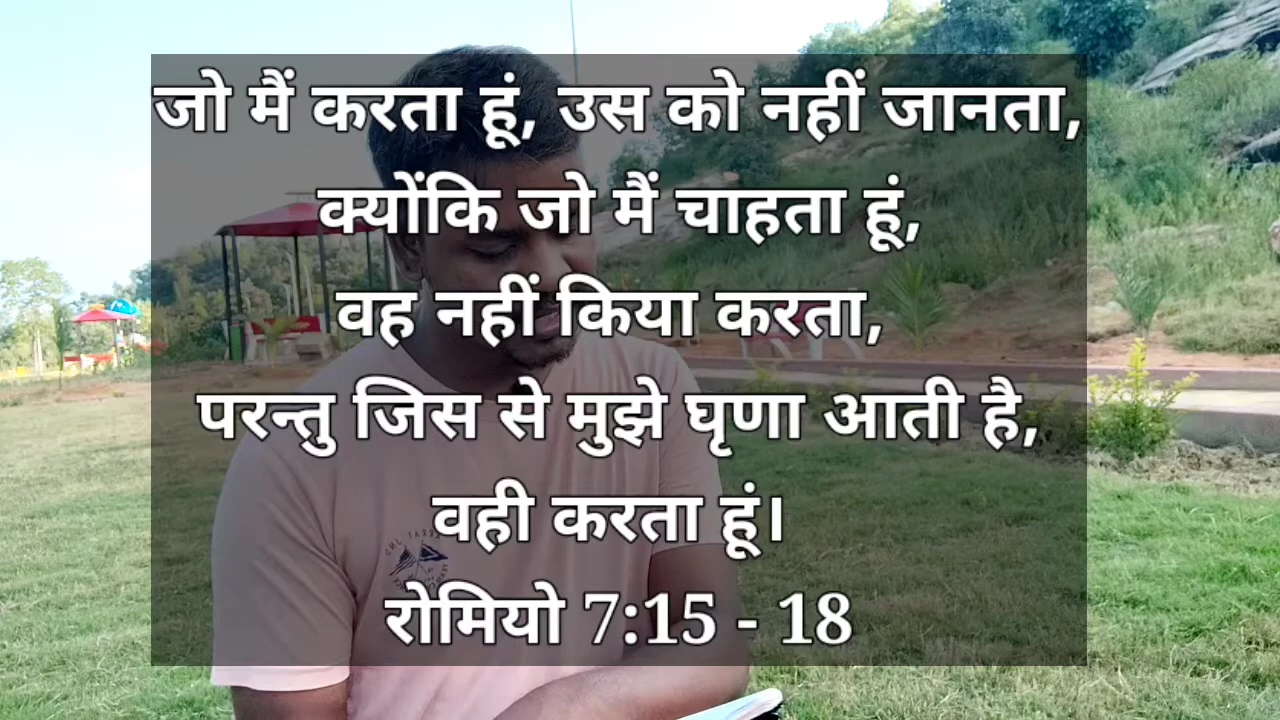 जो मैं करता हूं, उस को नहीं जानता,
क्योंकि जो मैं चाहता हूं,
वह नहीं किया करता,
परन्तु जिस से मुझे घृणा आती है,
वही करता हूं।
रोमियो 7:15 - 18